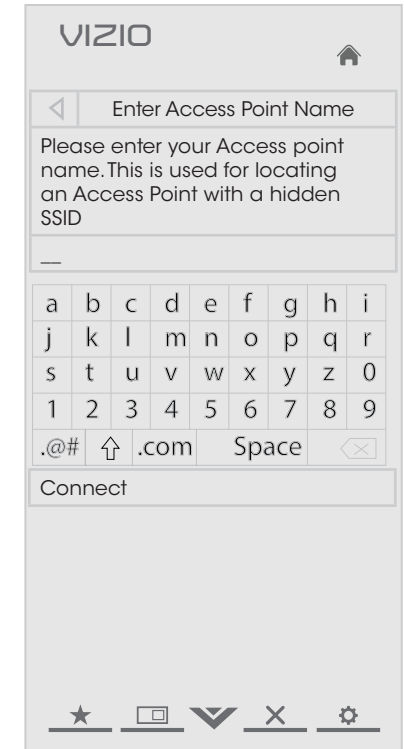 VIZIO
Enter Access Point Name
Please enter your Access point
name. This is used for locating
an Access Point with a hidden
SSID
__
a b c d e f g h i
j k l m n o p q r
s t u v w x y z 0
1 2 3 4 5 6 7 8 9
.@# .com Space
Connect